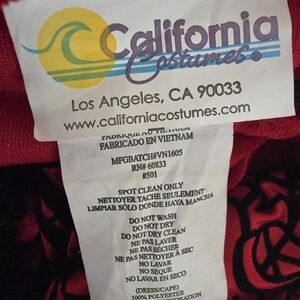 California
Costumes®
Los Angeles, CA 90033
www.californiacostumes.com
FABRIQUE AU VIETNAM
FABRICADO EN VIETNAM
MFGBATCH#VN1605
RN# 60833
#501
SPOT CLEAN ONLY
NETTOYER TACHE SEULEMENT
LIMPIAR SÓLO DONDE HAYA MANCHA
DO NOT WASH
DO NOT DRY
DO NOT DRY CLEAN
NE PAS LAVER
NE PAS SÉCHER
NE PAS NETTOYER À SEC
NO LAVAR
NO SEQUE
NO LAVAR EN SECO
(DRESS/CAPE)
100% POLYESTER